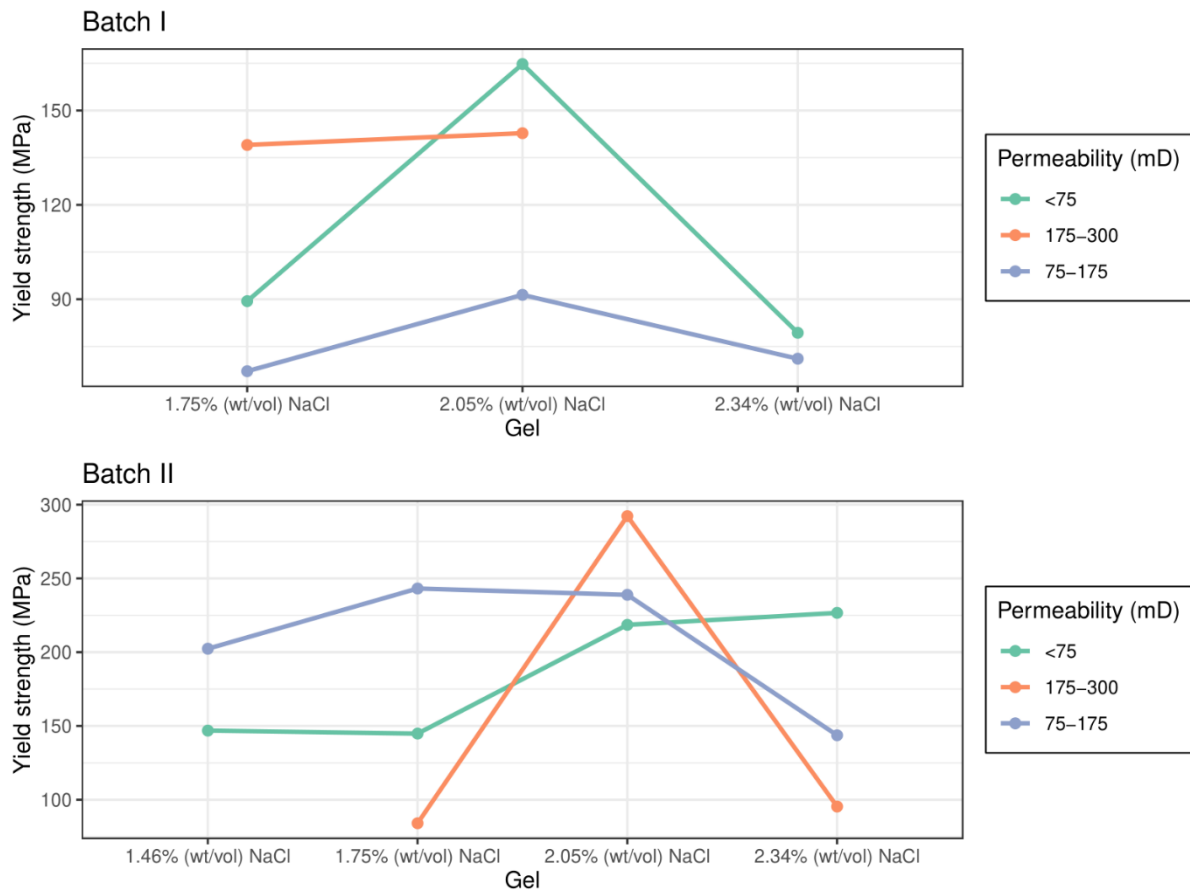 Batch I
Yield strength (MPa)
150
120
90
1.75% (wt/vol) NaCl
2.05% (wt/vol) NaCl
2.34% (wt/vol) NaCl
Gel
Permeability (mD)
<75
175−300
75−175
Batch II
Yield strength (MPa)
300
250
200
150
100
1.46% (wt/vol) NaCl
1.75% (wt/vol) NaCl
2.05% (wt/vol) NaCl
2.34% (wt/vol) NaCl
Gel
Permeability (mD)
<75
175−300
75−175